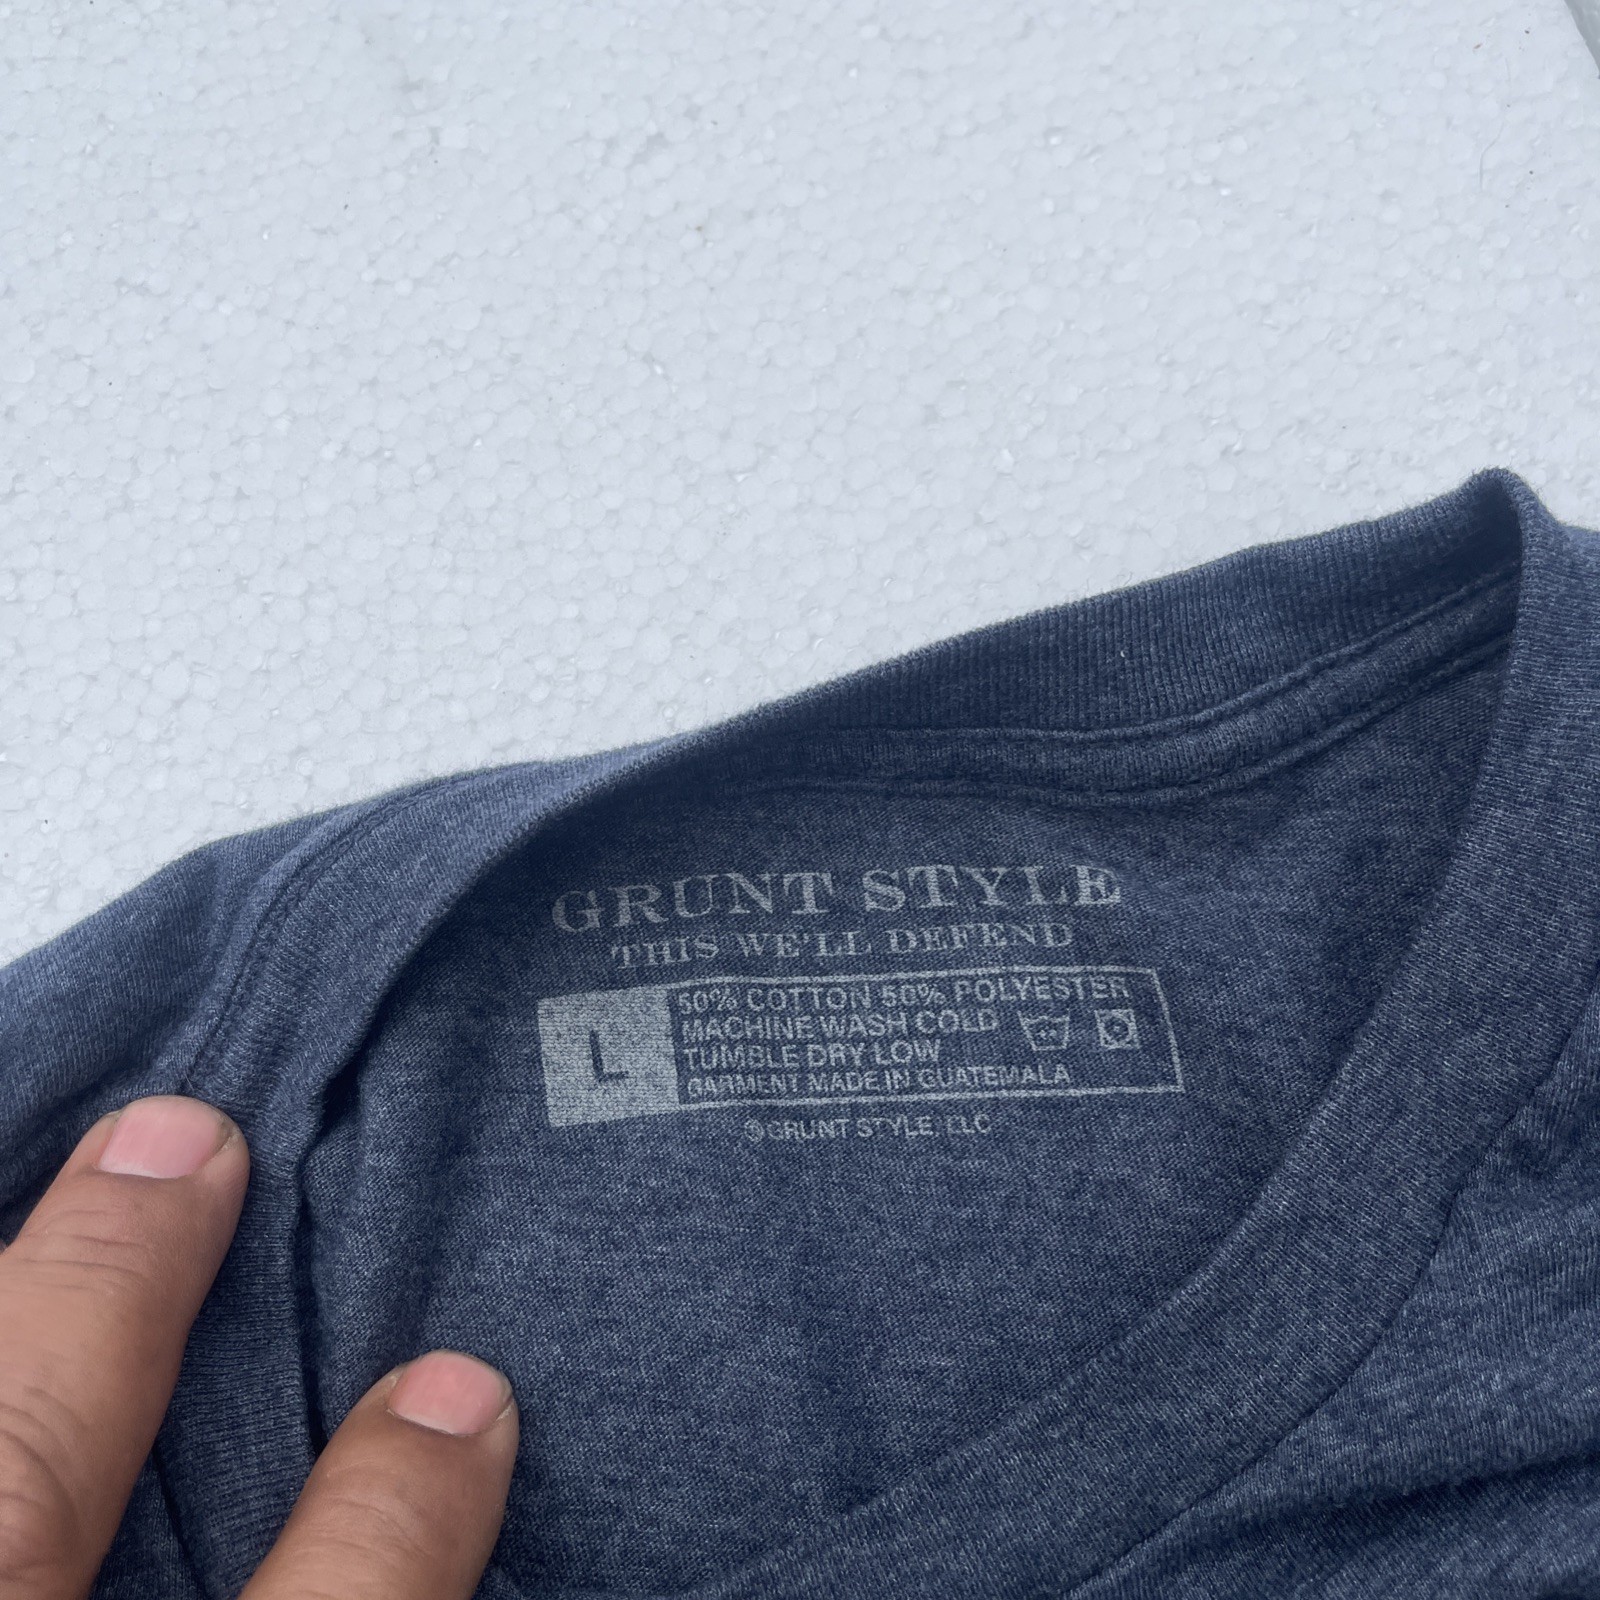 GRUNT STYLE
THIS WE'LL DEFEND
L
50% COTTON 50% POLYESTER
MACHINE WASH COLD
TUMBLE DRY LOW
GARMENT MADE IN GUATEMALA
©GRUNT STYLE, LLC